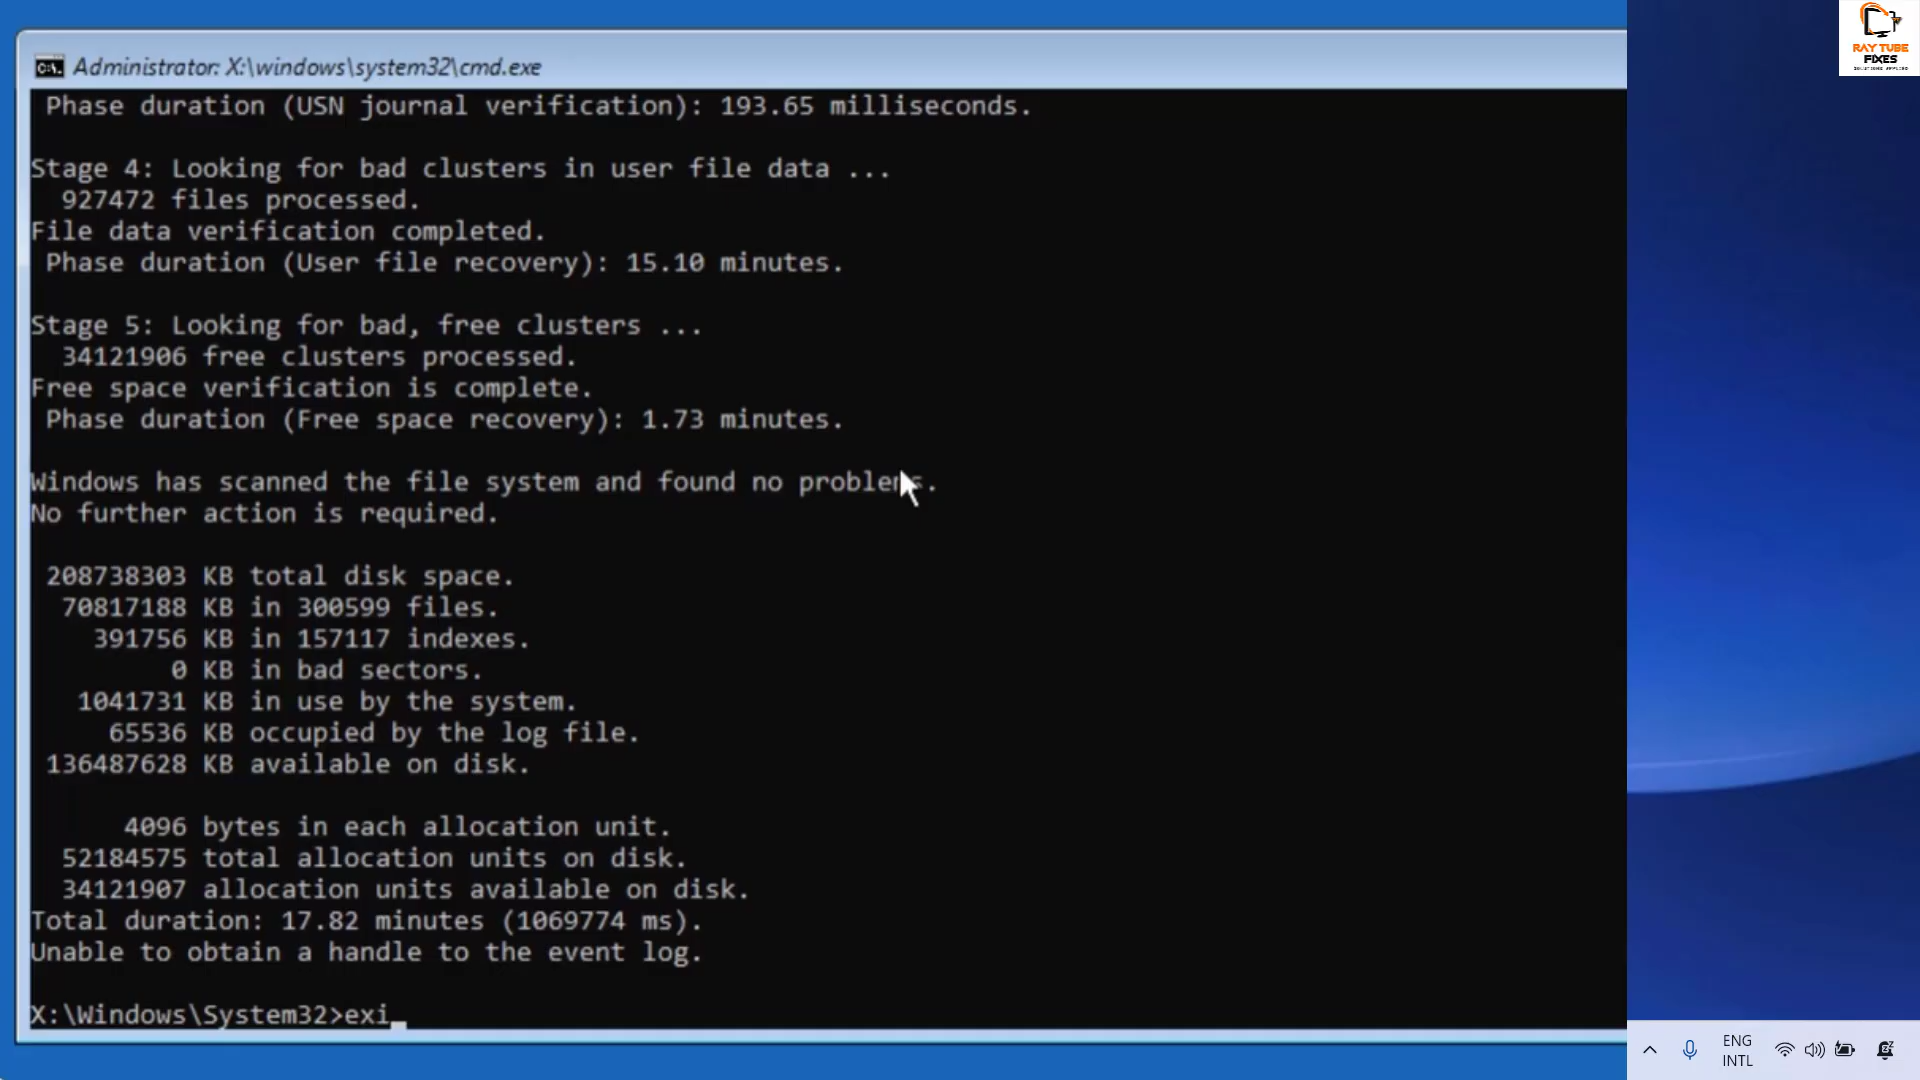 Administrator: X:\windows\system32\cmd.exe
Phase duration (USN journal verification): 193.65 milliseconds.
Stage 4: Looking for bad clusters in user file data ...
927472 files processed.
File data verification completed.
Phase duration (User file recovery): 15.10 minutes.
Stage 5: Looking for bad, free clusters ...
34121906 free clusters processed.
Free space verification is complete.
Phase duration (Free space recovery): 1.73 minutes.
Windows has scanned the file system and found no problems.
No further action is required.
208738303 KB total disk space.
70817188 KB in 300599 files.
391756 KB in 157117 indexes.
0 KB in bad sectors.
1041731 KB in use by the system.
65536 KB occupied by the log file.
136487628 KB available on disk.
4096 bytes in each allocation unit.
52184575 total allocation units on disk.
34121907 allocation units available on disk.
Total duration: 17.82 minutes (1069774 ms).
Unable to obtain a handle to the event log.
X:\Windows\System32>exi_
RAY TUBE
FIXES
ENG
INTL